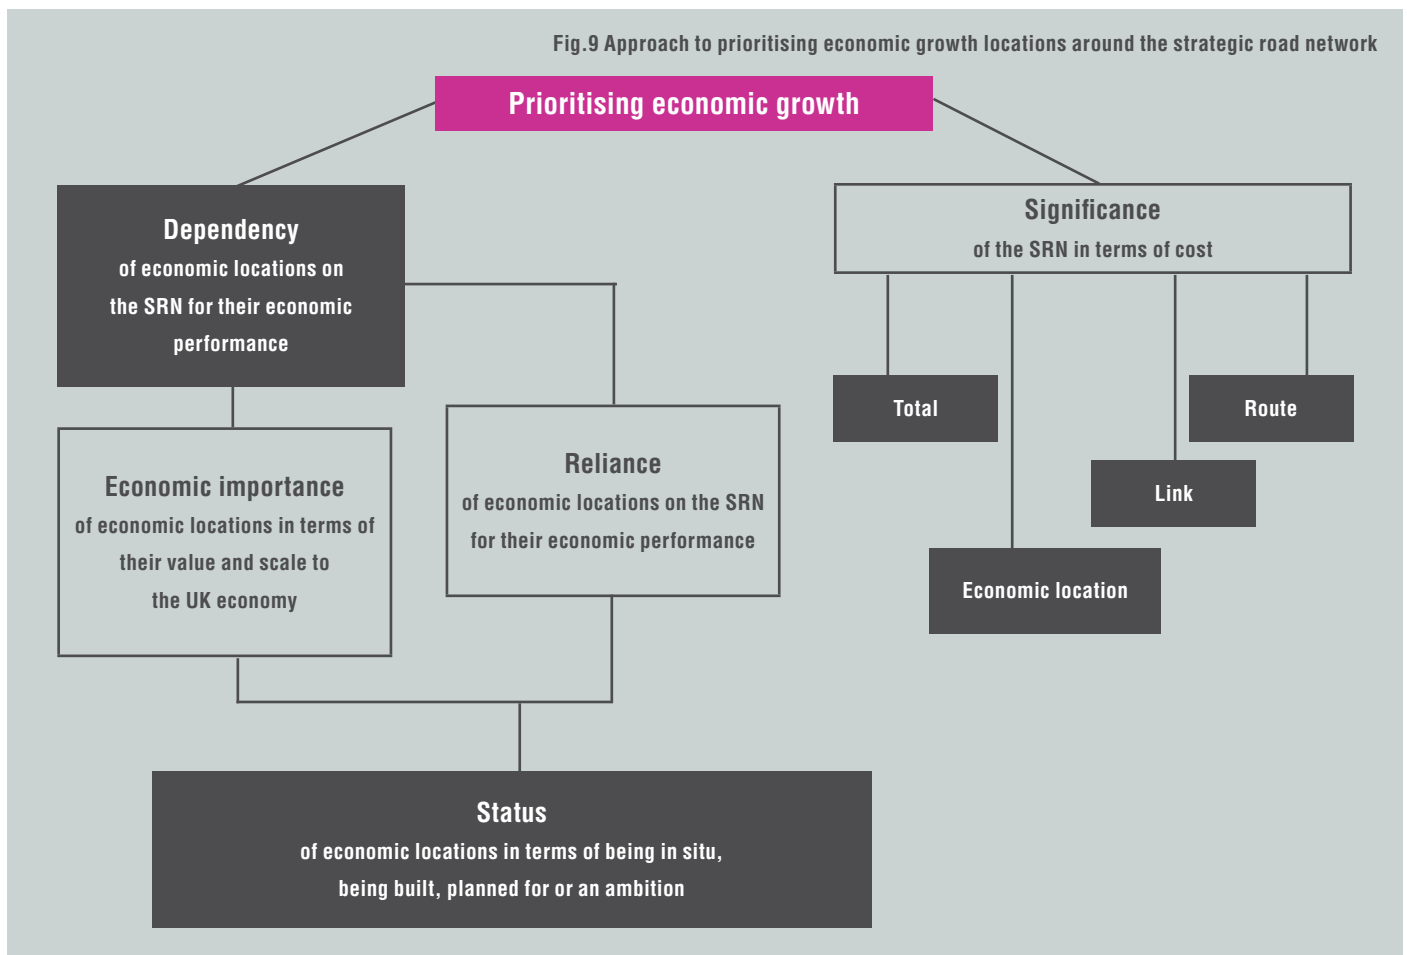 Fig.9 Approach to prioritising economic growth locations around the strategic road network
Prioritising economic growth
Dependency
of economic locations on
the SRN for their economic
performance
Significance
of the SRN in terms of cost
Economic importance
of economic locations in terms of
their value and scale to
the UK economy
Reliance
of economic locations on the SRN
for their economic performance
Total
Route
Link
Economic location
Status
of economic locations in terms of being in situ,
being built, planned for or an ambition